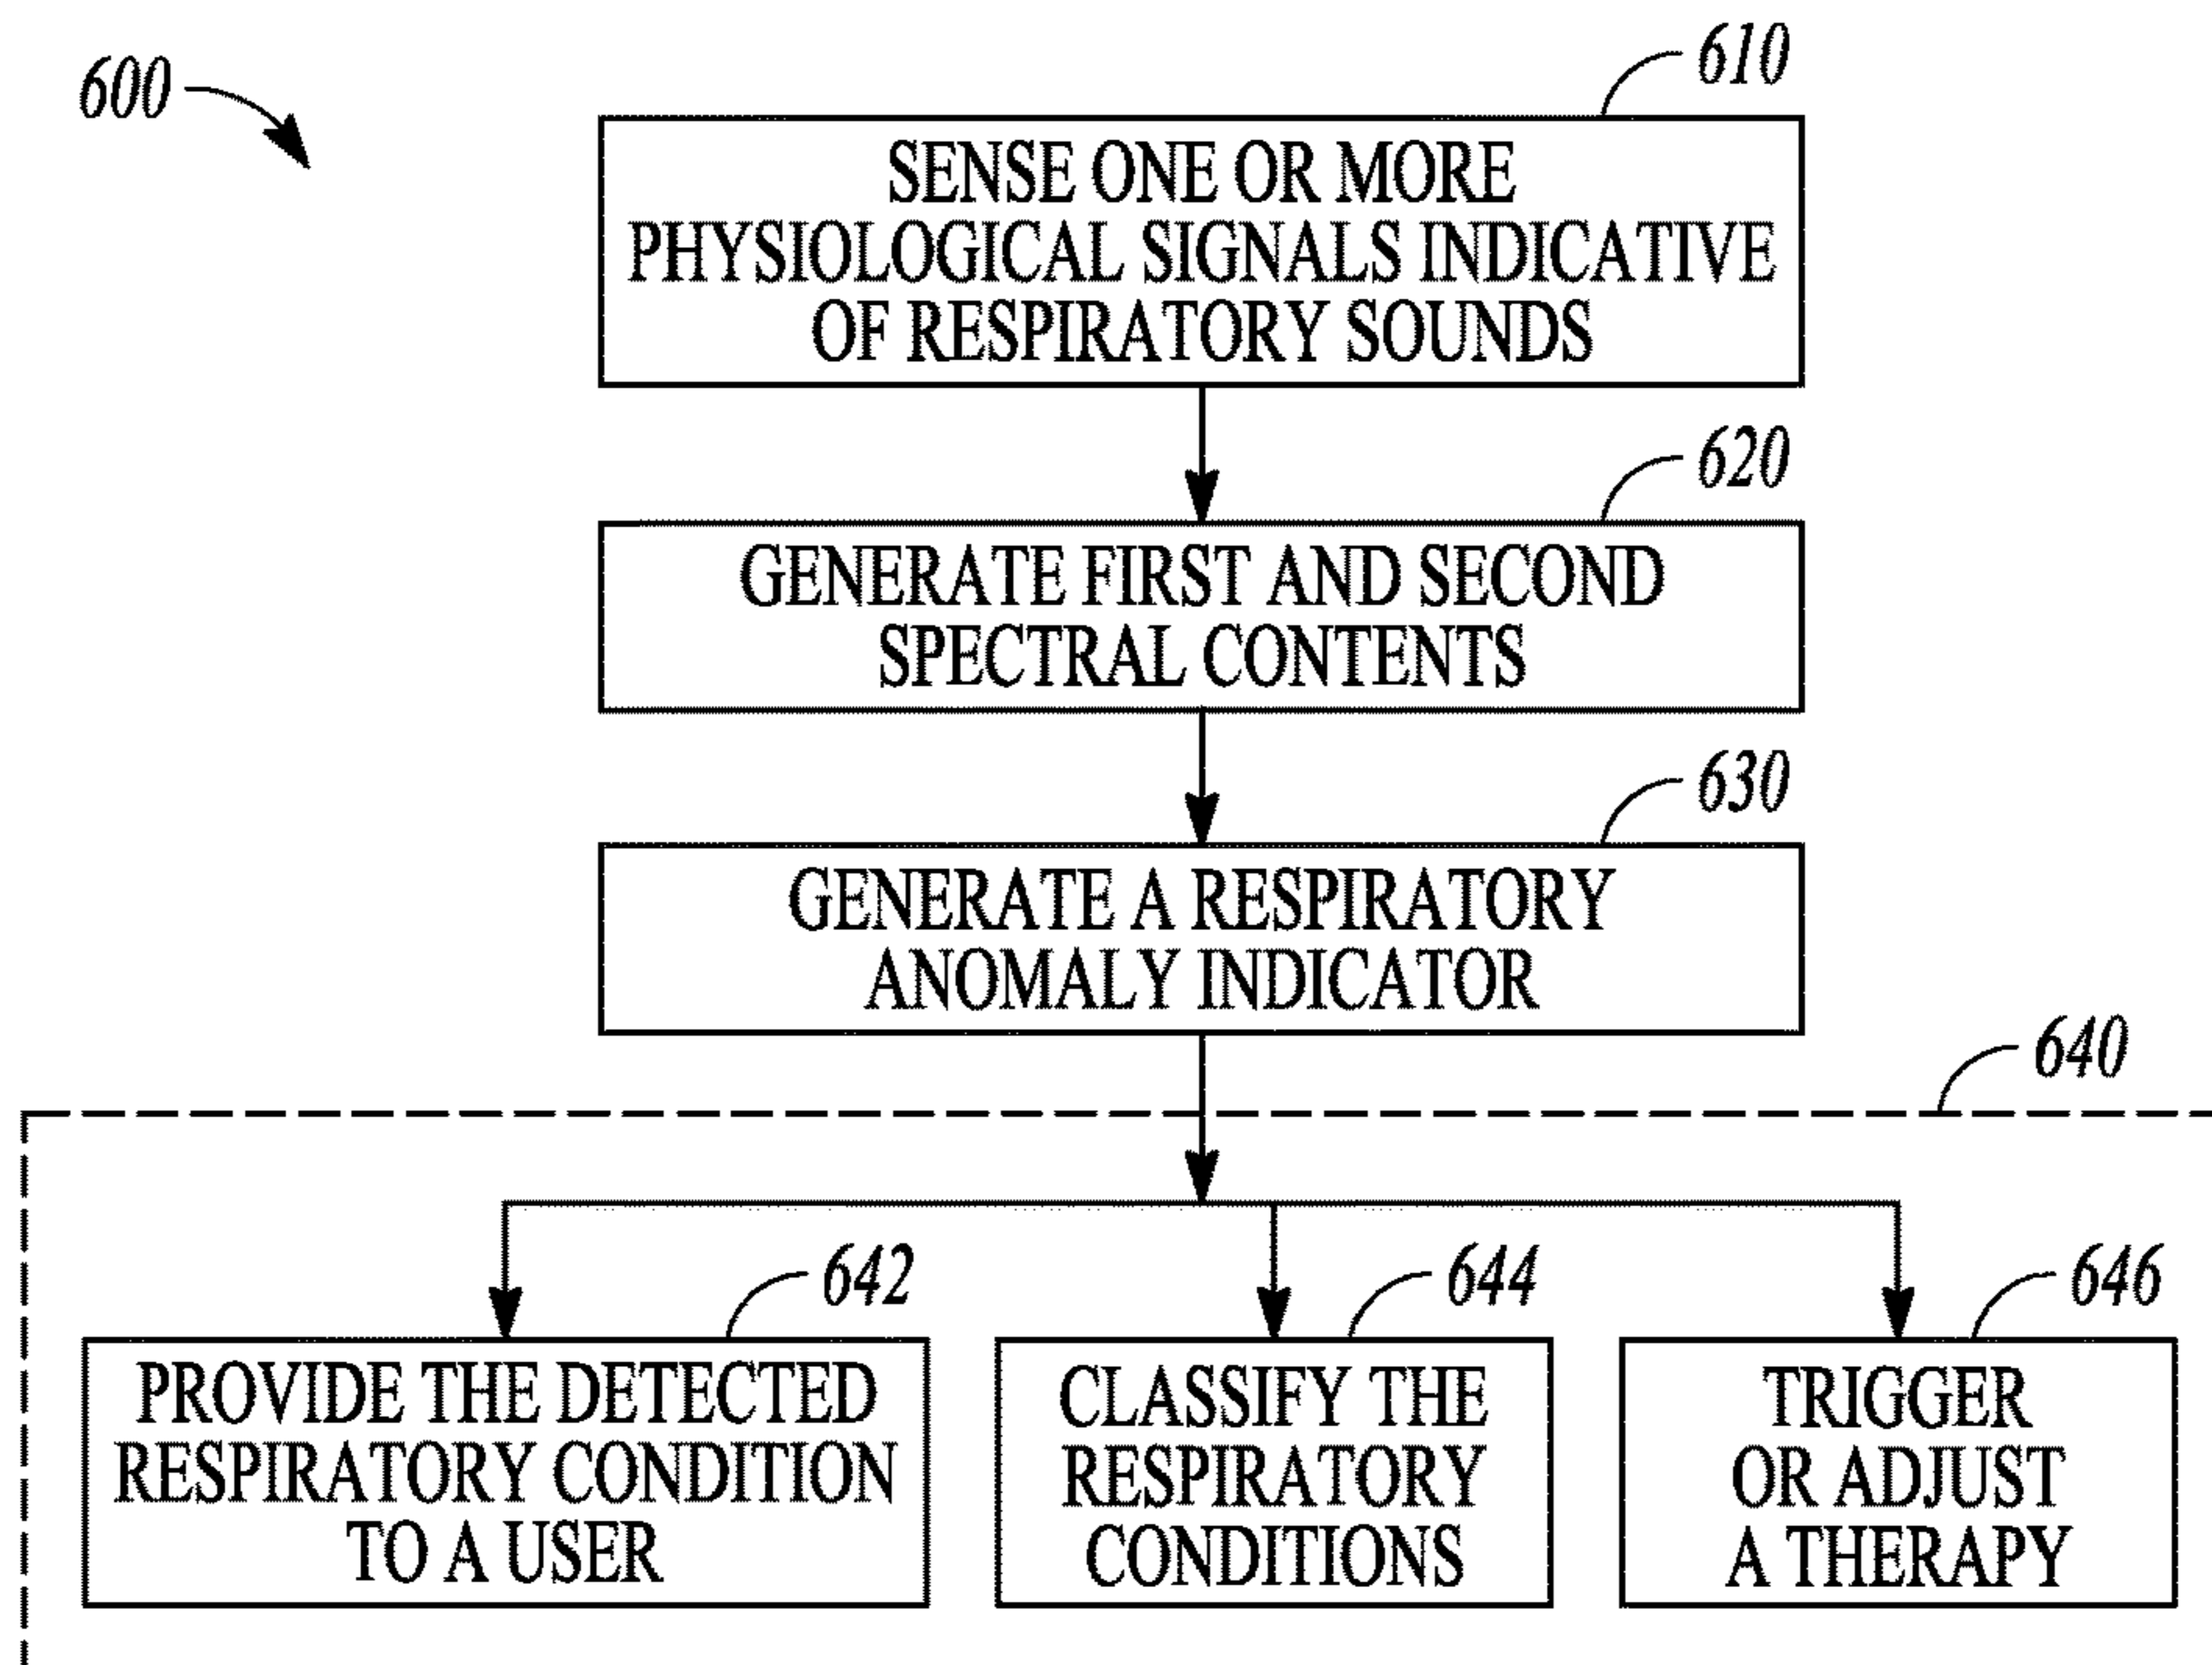 600
610
SENSE ONE OR MORE
PHYSIOLOGICAL SIGNALS INDICATIVE
OF RESPIRATORY SOUNDS
620
GENERATE FIRST AND SECOND
SPECTRAL CONTENTS
630
GENERATE A RESPIRATORY
ANOMALY INDICATOR
640
642
PROVIDE THE DETECTED
RESPIRATORY CONDITION
TO A USER
644
CLASSIFY THE
RESPIRATORY
CONDITIONS
646
TRIGGER
OR ADJUST
A THERAPY